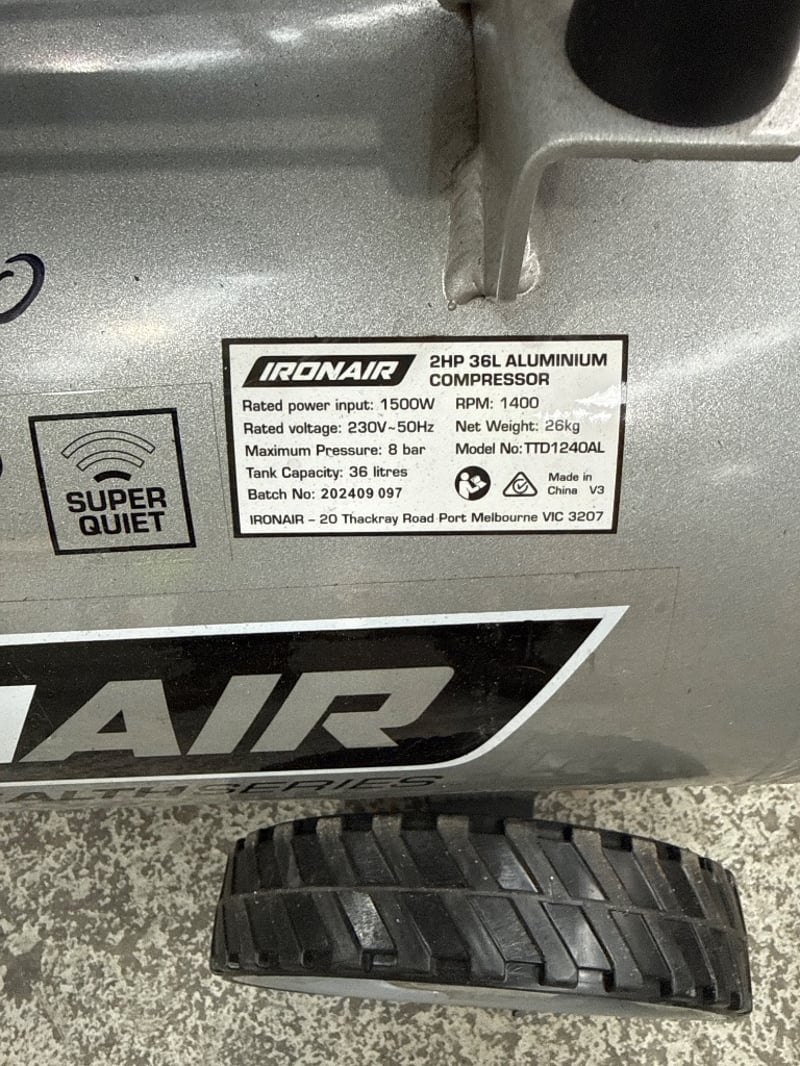 IRONAIR
2HP 36L ALUMINIUM
COMPRESSOR
Rated power input: 1500W RPM: 1400
Rated voltage: 230V~50Hz Net Weight: 26kg
Maximum Pressure: 8 bar Model No: TTD1240AL
Tank Capacity: 36 litres
Batch No: 202409 097
Made in
China V3
IRONAIR – 20 Thackray Road Port Melbourne VIC 3207
SUPER
QUIET
AIR
ALTH SERIES